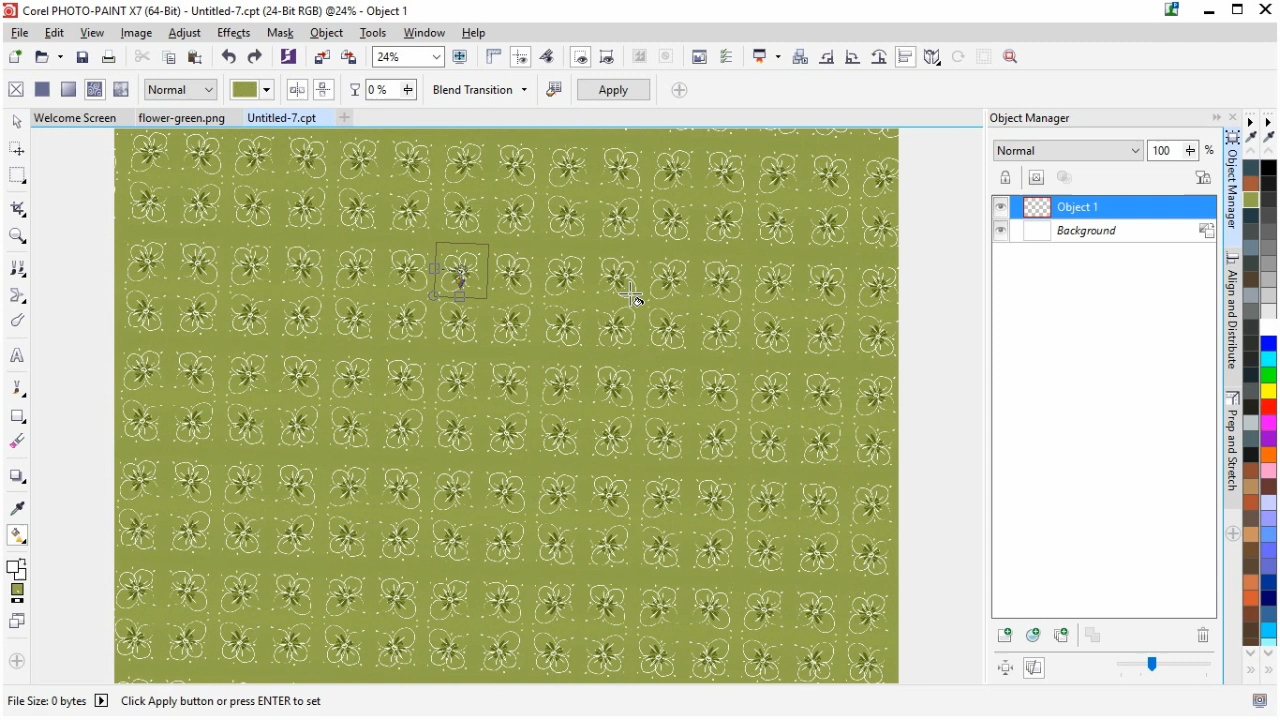 Corel PHOTO-PAINT X7 (64-Bit) - Untitled-7.cpt (24-Bit RGB) @24% - Object 1
File Edit View Image Adjust Effects Mask Object Tools Window Help
24%
Normal 0 % Blend Transition Apply
Welcome Screen flower-green.png Untitled-7.cpt
Object Manager
Normal 100 %
Object 1
Background
Object Manager
Align and Distribute
Prep and Stretch
File Size: 0 bytes Click Apply button or press ENTER to set